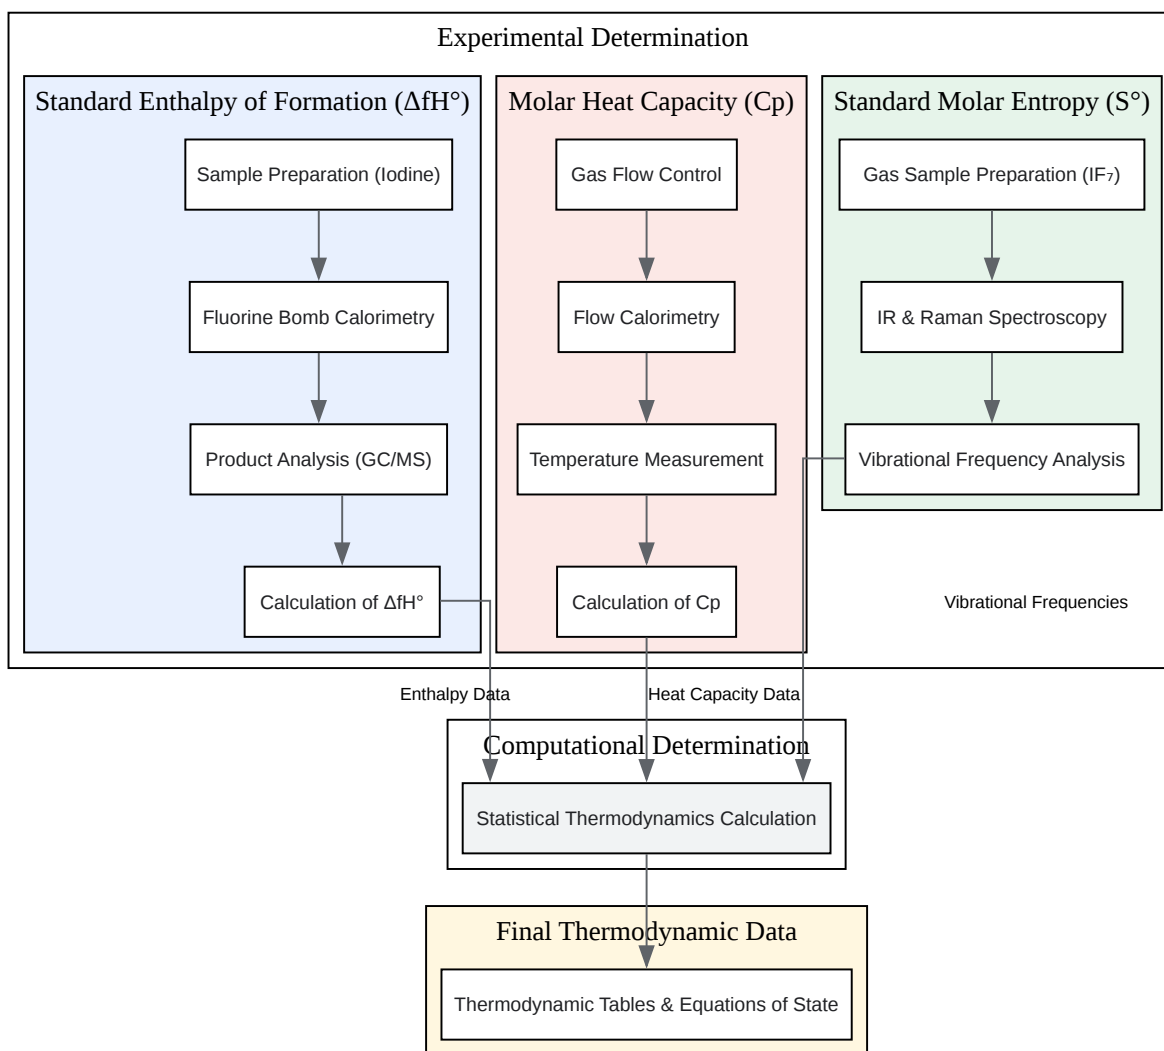 Experimental Determination
Standard Enthalpy of Formation (ΔfH°)
Sample Preparation (Iodine)
Fluorine Bomb Calorimetry
Product Analysis (GC/MS)
Calculation of ΔfH°
Molar Heat Capacity (Cp)
Gas Flow Control
Flow Calorimetry
Temperature Measurement
Calculation of Cp
Standard Molar Entropy (S°)
Gas Sample Preparation (IF₇)
IR & Raman Spectroscopy
Vibrational Frequency Analysis
Vibrational Frequencies
Enthalpy Data
Heat Capacity Data
Computational Determination
Statistical Thermodynamics Calculation
Final Thermodynamic Data
Thermodynamic Tables & Equations of State